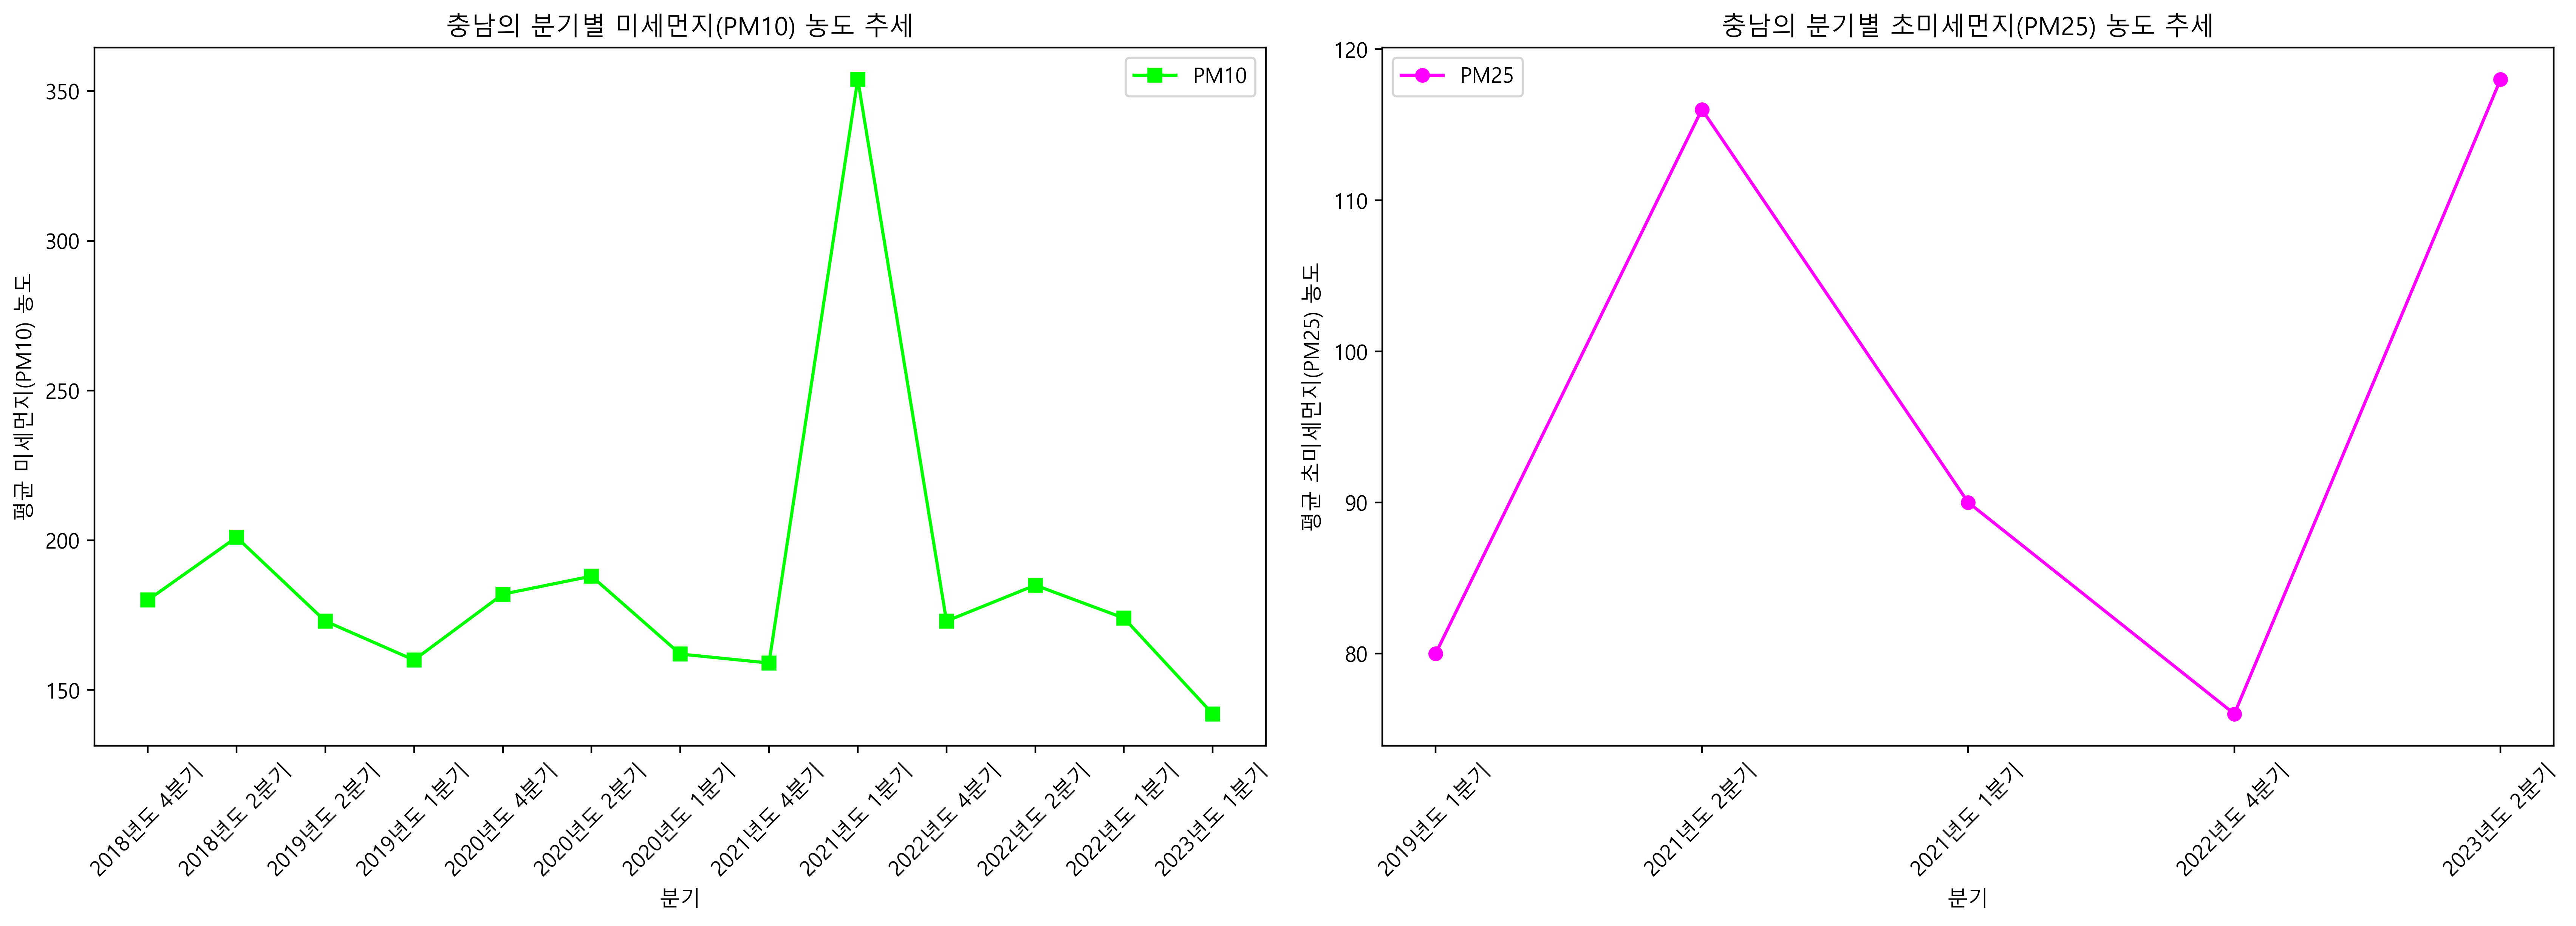 충남의 분기별 미세먼지(PM10) 농도 추세
PM10
350
300
250
200
150
평균 미세먼지(PM10) 농도
2018년도 4분기
2018년도 2분기
2019년도 2분기
2019년도 1분기
2020년도 4분기
2020년도 2분기
2020년도 1분기
2021년도 4분기
2021년도 1분기
2022년도 4분기
2022년도 2분기
2022년도 1분기
2023년도 1분기
분기
충남의 분기별 초미세먼지(PM25) 농도 추세
PM25
120
110
100
90
80
평균 초미세먼지(PM25) 농도
2019년도 1분기
2021년도 2분기
2021년도 1분기
2022년도 4분기
2023년도 2분기
분기